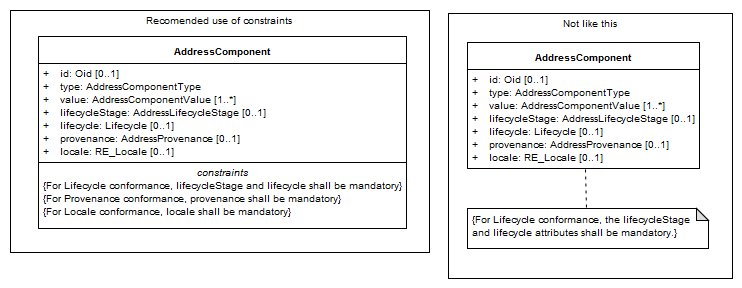 Recomended use of constraints
AddressComponent
+ id: Oid [0..1]
+ type: AddressComponentType
+ value: AddressComponentValue [1..*]
+ lifecycleStage: AddressLifecycleStage [0..1]
+ lifecycle: Lifecycle [0..1]
+ provenance: AddressProvenance [0..1]
+ locale: RE_Locale [0..1]
constraints
{For Lifecycle conformance, lifecycleStage and lifecycle shall be mandatory}
{For Provenance conformance, provenance shall be mandatory}
{For Locale conformance, locale shall be mandatory}
Not like this
AddressComponent
+ id: Oid [0..1]
+ type: AddressComponentType
+ value: AddressComponentValue [1..*]
+ lifecycleStage: AddressLifecycleStage [0..1]
+ lifecycle: Lifecycle [0..1]
+ provenance: AddressProvenance [0..1]
+ locale: RE_Locale [0..1]
{For Lifecycle conformance, the lifecycleStage
and lifecycle attributes shall be mandatory.}